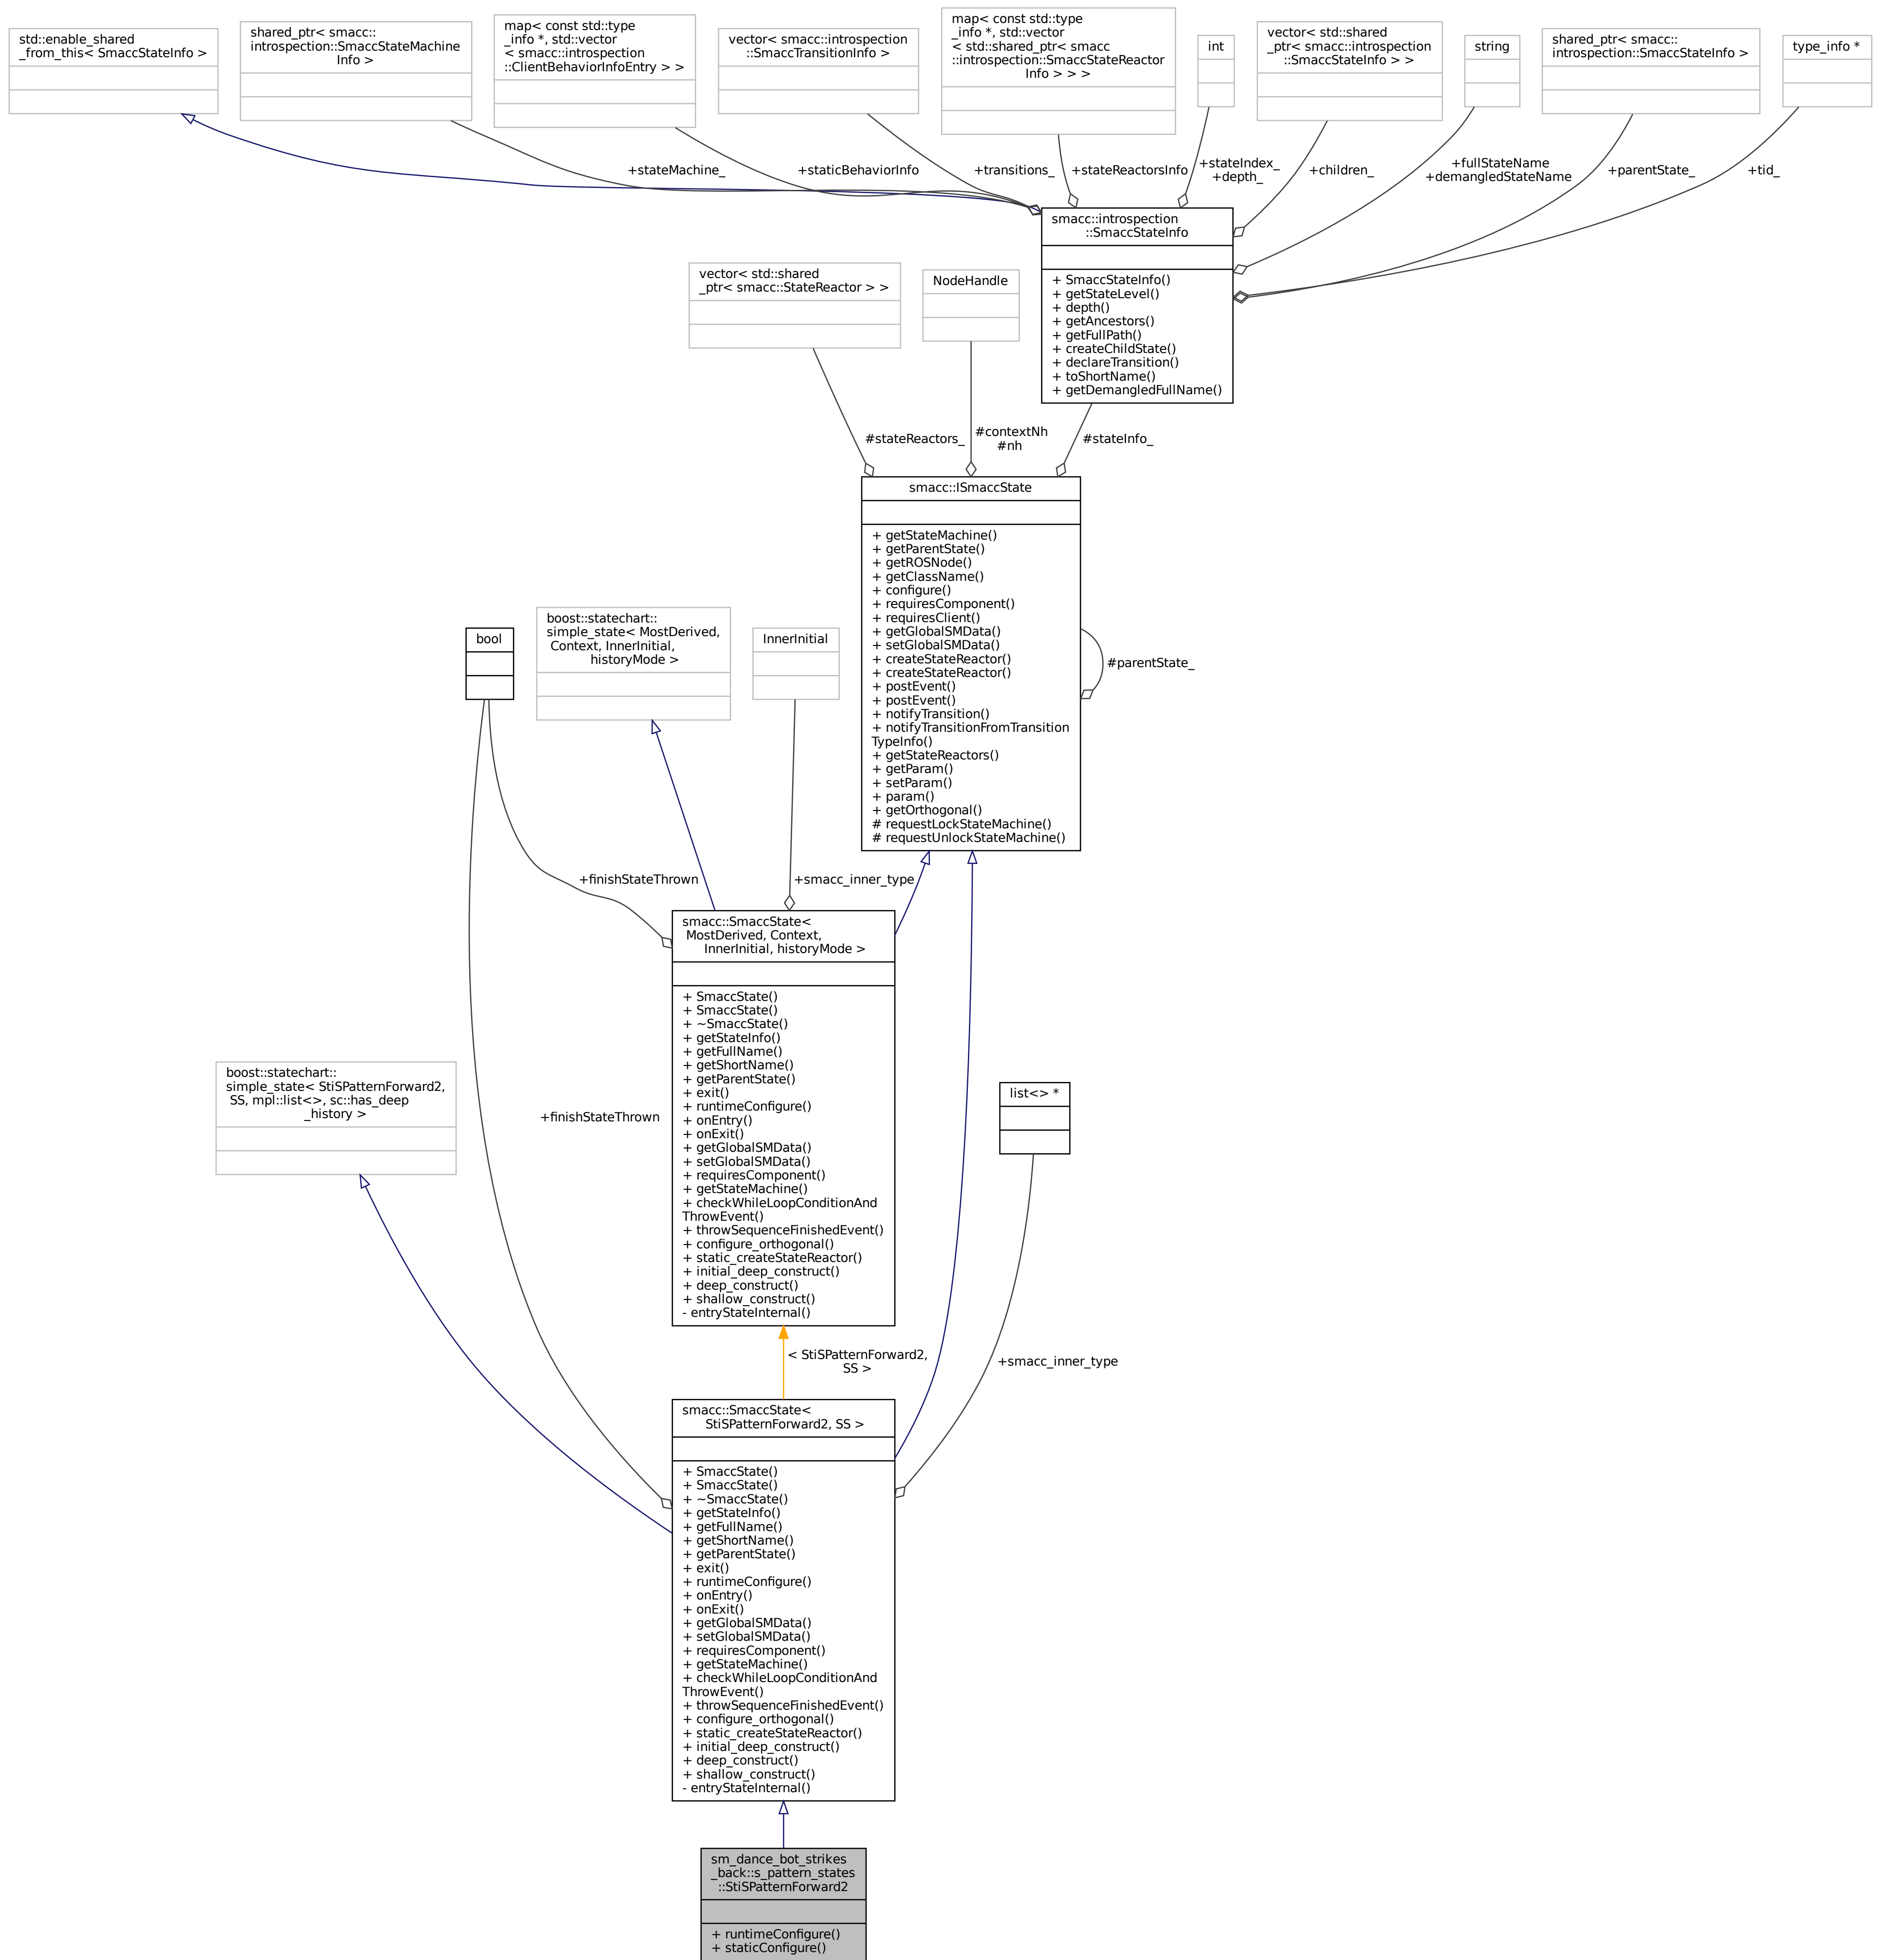 std::enable_shared
_from_this< SmaccStateInfo >
shared_ptr< smacc::
introspection::SmaccStateMachine
Info >
map< const std::type
_info *, std::vector
< smacc::introspection
::ClientBehaviorInfoEntry > >
vector< smacc::introspection
::SmaccTransitionInfo >
map< const std::type
_info *, std::vector
< std::shared_ptr< smacc
::introspection::SmaccStateReactor
Info > > >
int
vector< std::shared
_ptr< smacc::introspection
::SmaccStateInfo > >
string
shared_ptr< smacc::
introspection::SmaccStateInfo >
type_info *
+stateMachine_
+staticBehaviorInfo
+transitions_
+stateReactorsInfo
+stateIndex_
+depth_
+children_
+fullStateName
+demangledStateName
+parentState_
+tid_
smacc::introspection
::SmaccStateInfo
+ SmaccStateInfo()
+ getStateLevel()
+ depth()
+ getAncestors()
+ getFullPath()
+ createChildState()
+ declareTransition()
+ toShortName()
+ getDemangledFullName()
vector< std::shared
_ptr< smacc::StateReactor > >
NodeHandle
#stateReactors_
#contextNh
#nh
#stateInfo_
smacc::ISmaccState
+ getStateMachine()
+ getParentState()
+ getROSNode()
+ getClassName()
+ configure()
+ requiresComponent()
+ requiresClient()
+ getGlobalSMData()
+ setGlobalSMData()
+ createStateReactor()
+ createStateReactor()
+ postEvent()
+ postEvent()
+ notifyTransition()
+ notifyTransitionFromTransition
TypeInfo()
+ getStateReactors()
+ getParam()
+ setParam()
+ param()
+ getOrthogonal()
# requestLockStateMachine()
# requestUnlockStateMachine()
#parentState_
bool
boost::statechart::
simple_state< MostDerived,
Context, InnerInitial,
historyMode >
InnerInitial
+finishStateThrown
+smacc_inner_type
smacc::SmaccState<
MostDerived, Context,
InnerInitial, historyMode >
+ SmaccState()
+ SmaccState()
+ ~SmaccState()
+ getStateInfo()
+ getFullName()
+ getShortName()
+ getParentState()
+ exit()
+ runtimeConfigure()
+ onEntry()
+ onExit()
+ getGlobalSMData()
+ setGlobalSMData()
+ requiresComponent()
+ getStateMachine()
+ checkWhileLoopConditionAnd
ThrowEvent()
+ throwSequenceFinishedEvent()
+ configure_orthogonal()
+ static_createStateReactor()
+ initial_deep_construct()
+ deep_construct()
+ shallow_construct()
- entryStateInternal()
boost::statechart::
simple_state< StiSPatternForward2,
SS, mpl::list<>, sc::has_deep
_history >
+finishStateThrown
list<> *
< StiSPatternForward2,
SS >
+smacc_inner_type
smacc::SmaccState<
StiSPatternForward2, SS >
+ SmaccState()
+ SmaccState()
+ ~SmaccState()
+ getStateInfo()
+ getFullName()
+ getShortName()
+ getParentState()
+ exit()
+ runtimeConfigure()
+ onEntry()
+ onExit()
+ getGlobalSMData()
+ setGlobalSMData()
+ requiresComponent()
+ getStateMachine()
+ checkWhileLoopConditionAnd
ThrowEvent()
+ throwSequenceFinishedEvent()
+ configure_orthogonal()
+ static_createStateReactor()
+ initial_deep_construct()
+ deep_construct()
+ shallow_construct()
- entryStateInternal()
sm_dance_bot_strikes
_back::s_pattern_states
::StiSPatternForward2
+ runtimeConfigure()
+ staticConfigure()